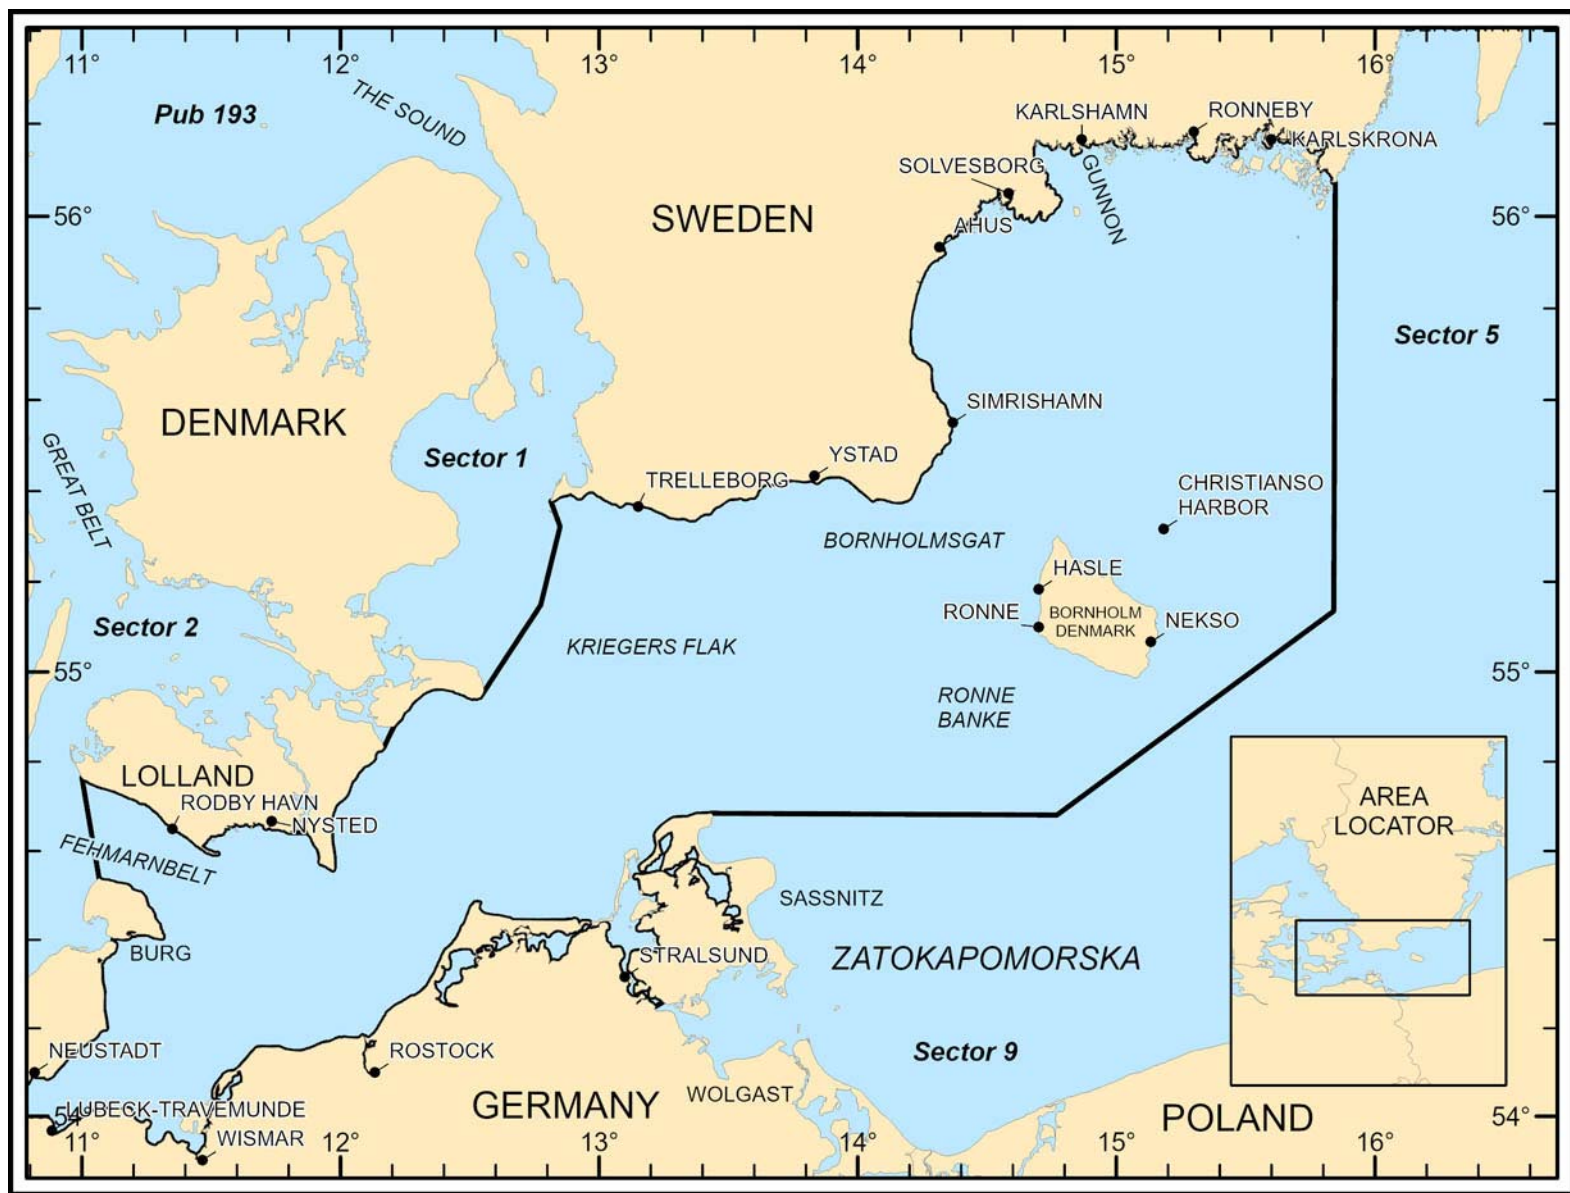 11°
12°
13°
14°
15°
16°
Pub 193
THE SOUND
KARLSHAMN
RONNEBY
KARLSKRONA
SOLVESBORG
GUNNON
56°
SWEDEN
AHUS
56°
Sector 5
DENMARK
SIMRISHAMN
GREAT BELT
Sector 1
YSTAD
TRELLEBORG
CHRISTIANSO
HARBOR
BORNHOLMSGAT
HASLE
RONNE
BORNHOLM
DENMARK
NEKSO
Sector 2
KRIEGERS FLAK
55°
55°
RONNE
BANKE
LOLLAND
RODBY HAVN
NYSTED
AREA
LOCATOR
FEHMARNBELT
SASSNITZ
BURG
STRALSUND
ZATOKAPOMORSKA
NEUSTADT
ROSTOCK
Sector 9
WOLGAST
GERMANY
LUBECK-TRAVEMUNDE
54°
POLAND
54°
WISMAR
11°
12°
13°
14°
15°
16°